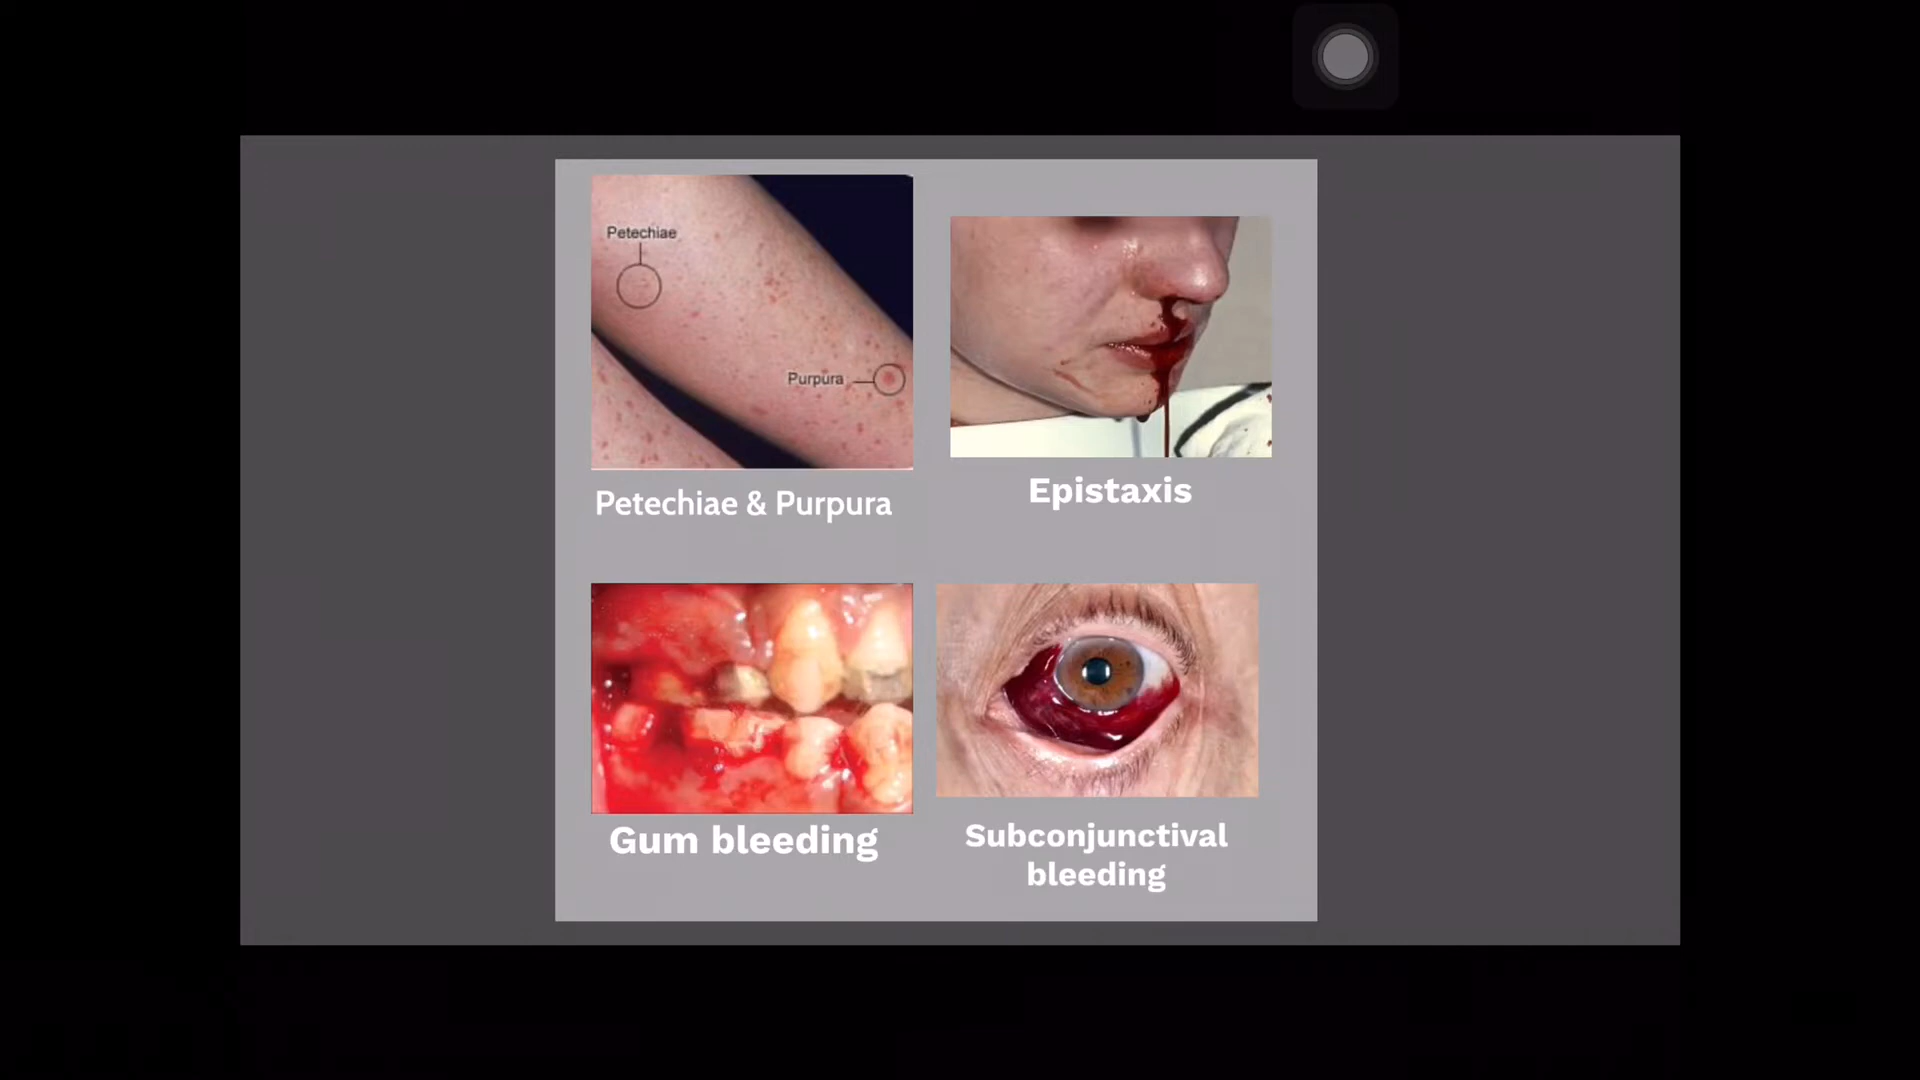 Petechiae
Purpura
Petechiae & Purpura
Epistaxis
Gum bleeding
Subconjunctival
bleeding